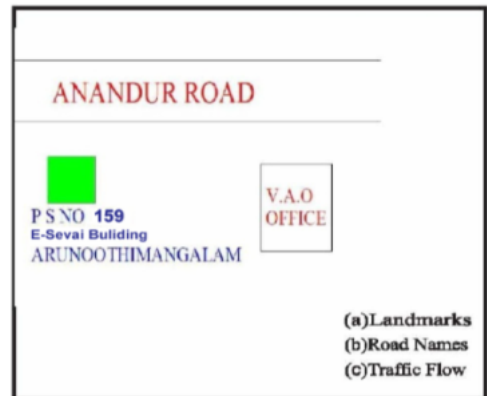 ANANDUR ROAD
P S NO 159
E-Sevai Buliding
ARUNOOTHIMANGALAM
V.A.O
OFFICE
(a)Landmarks
(b)Road Names
(c)Traffic Flow